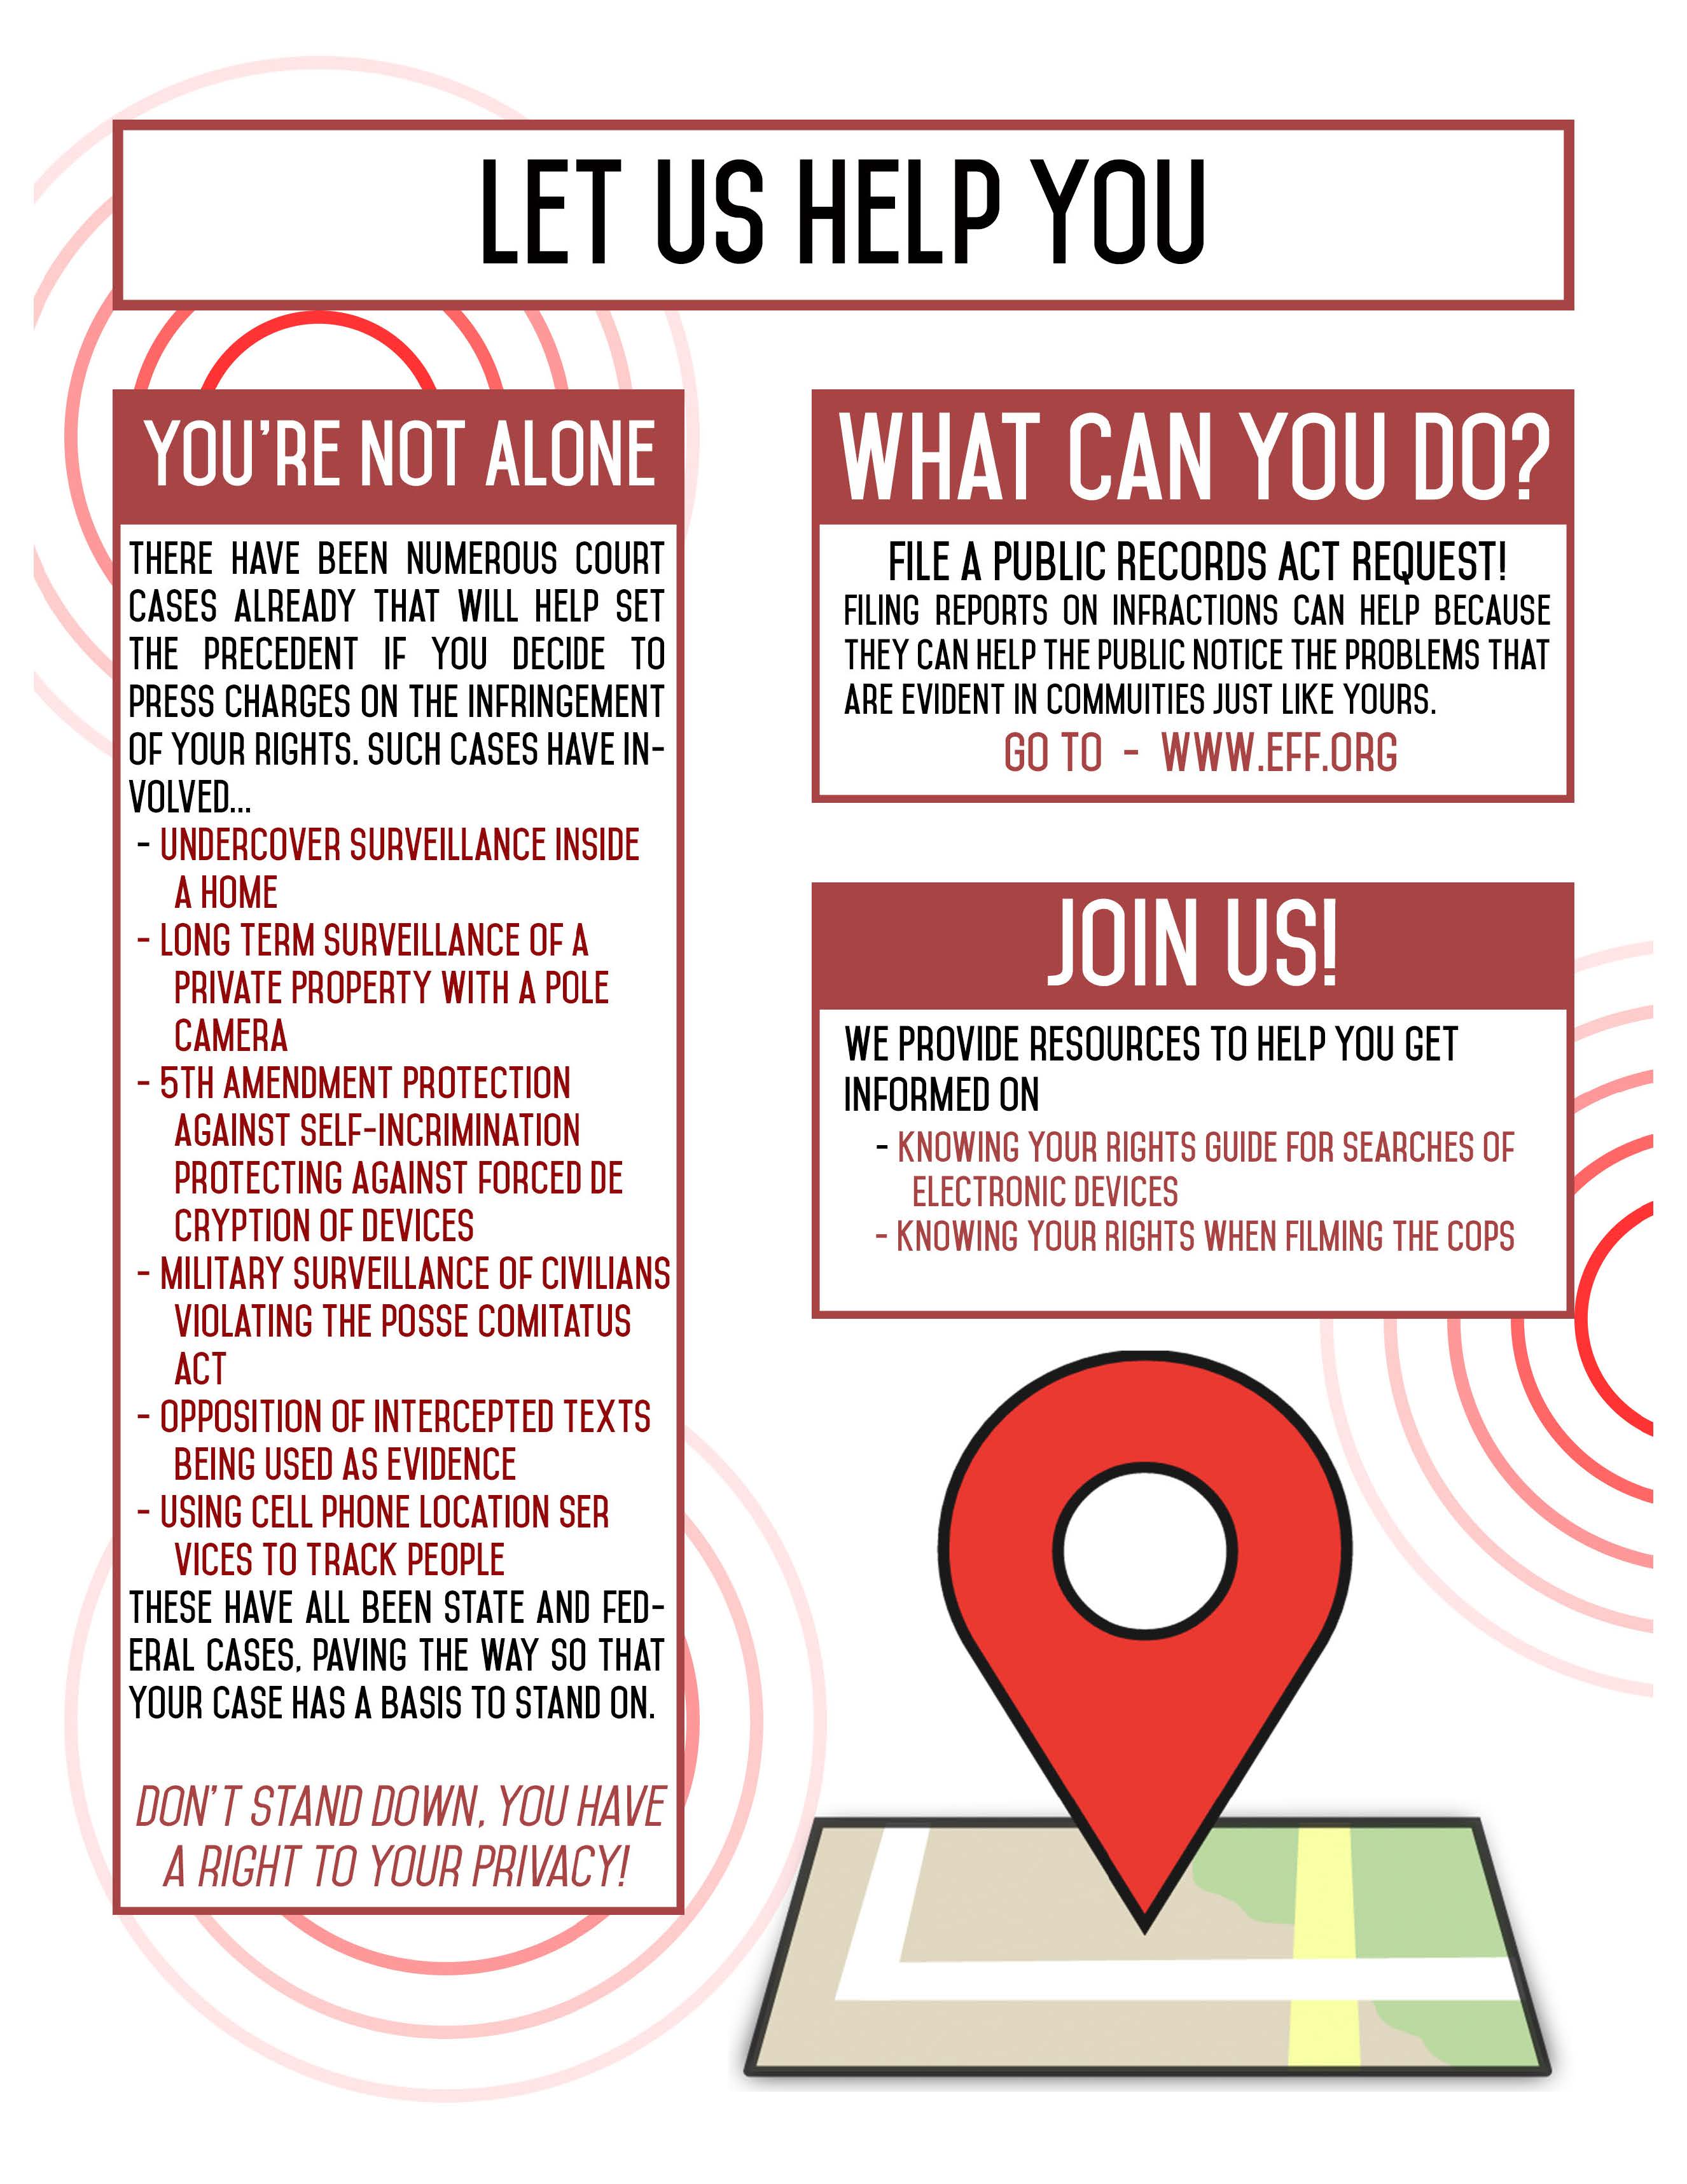 LET US HELP YOU
YOU'RE NOT ALONE
THERE HAVE BEEN NUMEROUS COURT
CASES ALREADY THAT WILL HELP SET
THE PRECEDENT IF YOU DECIDE TO
PRESS CHARGES ON THE INFRINGEMENT
OF YOUR RIGHTS. SUCH CASES HAVE IN-
VOLVED...
- UNDERCOVER SURVEILLANCE INSIDE
A HOME
- LONG TERM SURVEILLANCE OF A
PRIVATE PROPERTY WITH A POLE
CAMERA
- 5TH AMENDMENT PROTECTION
AGAINST SELF-INCRIMINATION
PROTECTING AGAINST FORCED DE
CRYPTION OF DEVICES
- MILITARY SURVEILLANCE OF CIVILIANS
VIOLATING THE POSSE COMITATUS
ACT
- OPPOSITION OF INTERCEPTED TEXTS
BEING USED AS EVIDENCE
- USING CELL PHONE LOCATION SER
VICES TO TRACK PEOPLE
THESE HAVE ALL BEEN STATE AND FED-
ERAL CASES, PAVING THE WAY SO THAT
YOUR CASE HAS A BASIS TO STAND ON.
DON'T STAND DOWN, YOU HAVE
A RIGHT TO YOUR PRIVACY!
WHAT CAN YOU DO?
FILE A PUBLIC RECORDS ACT REQUEST!
FILING REPORTS ON INFRACTIONS CAN HELP BECAUSE
THEY CAN HELP THE PUBLIC NOTICE THE PROBLEMS THAT
ARE EVIDENT IN COMMUITIES JUST LIKE YOURS.
GO TO - WWW.EFF.ORG
JOIN US!
WE PROVIDE RESOURCES TO HELP YOU GET
INFORMED ON
- KNOWING YOUR RIGHTS GUIDE FOR SEARCHES OF
ELECTRONIC DEVICES
- KNOWING YOUR RIGHTS WHEN FILMING THE COPS